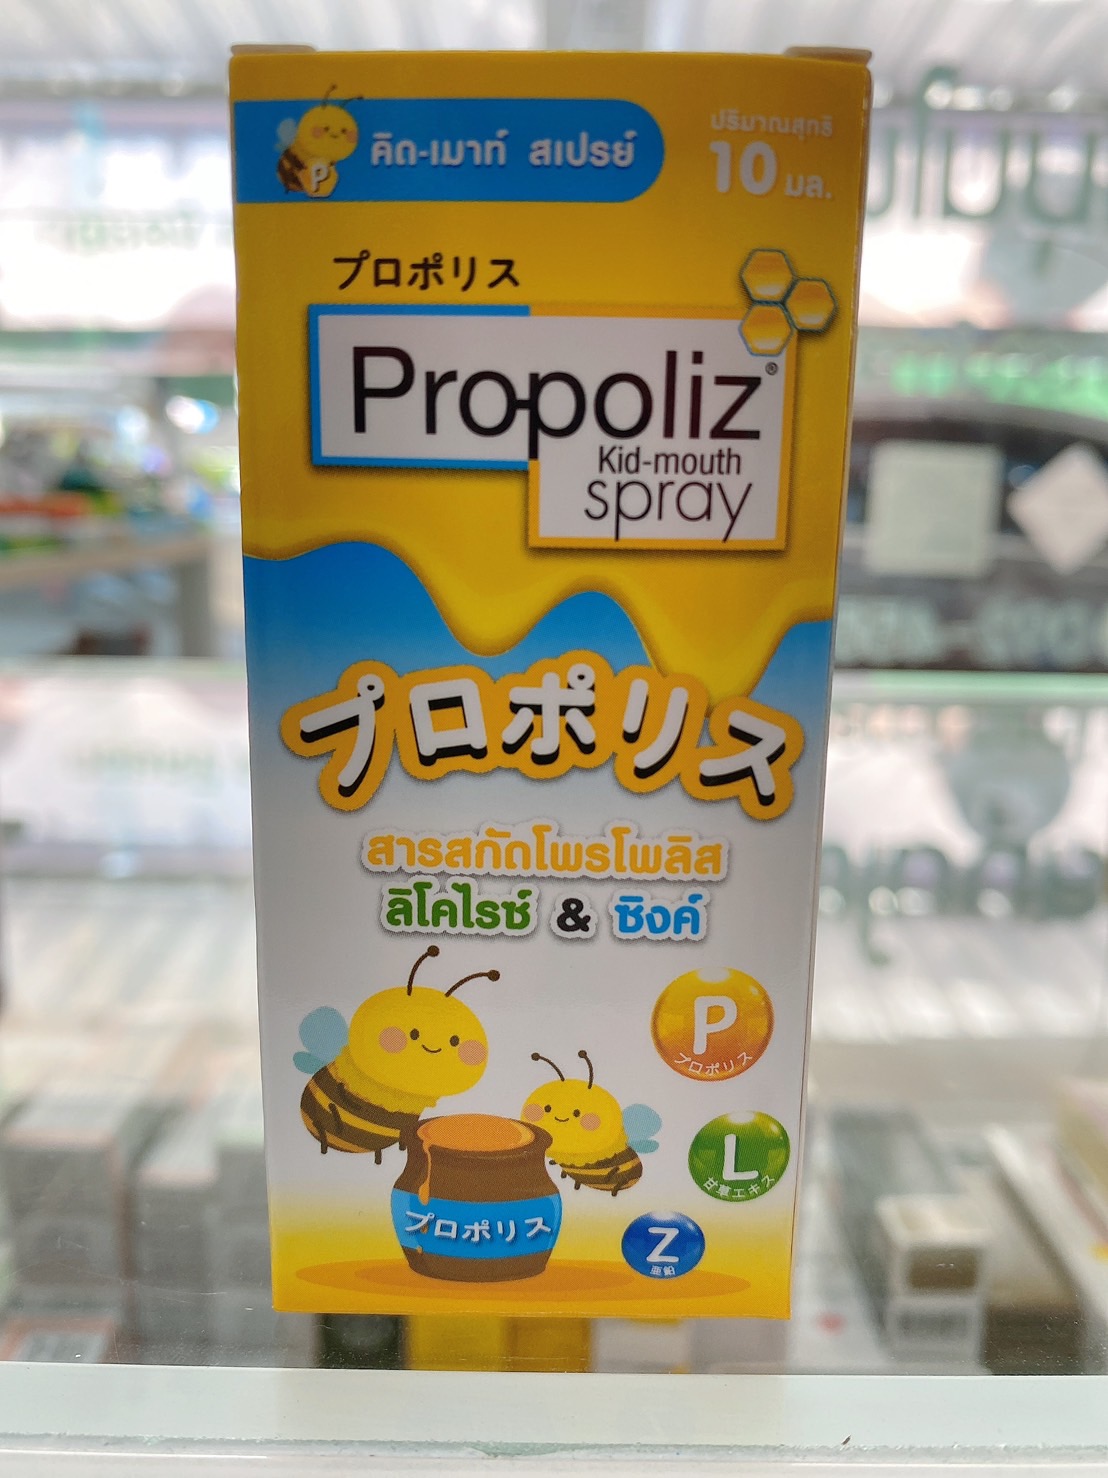 คิด-เมาท์ สเปรย์
ปริมาณสุทธิ
10 มล.
P
プロポリス
Propoliz®
Kid-mouth
spray
プロポリス
สารสกัดโพรโพลิส
ลิโคไรซ์ & ซิงค์
P
プロポリス
L
甘草エキス
プロポリス
Z
亜鉛